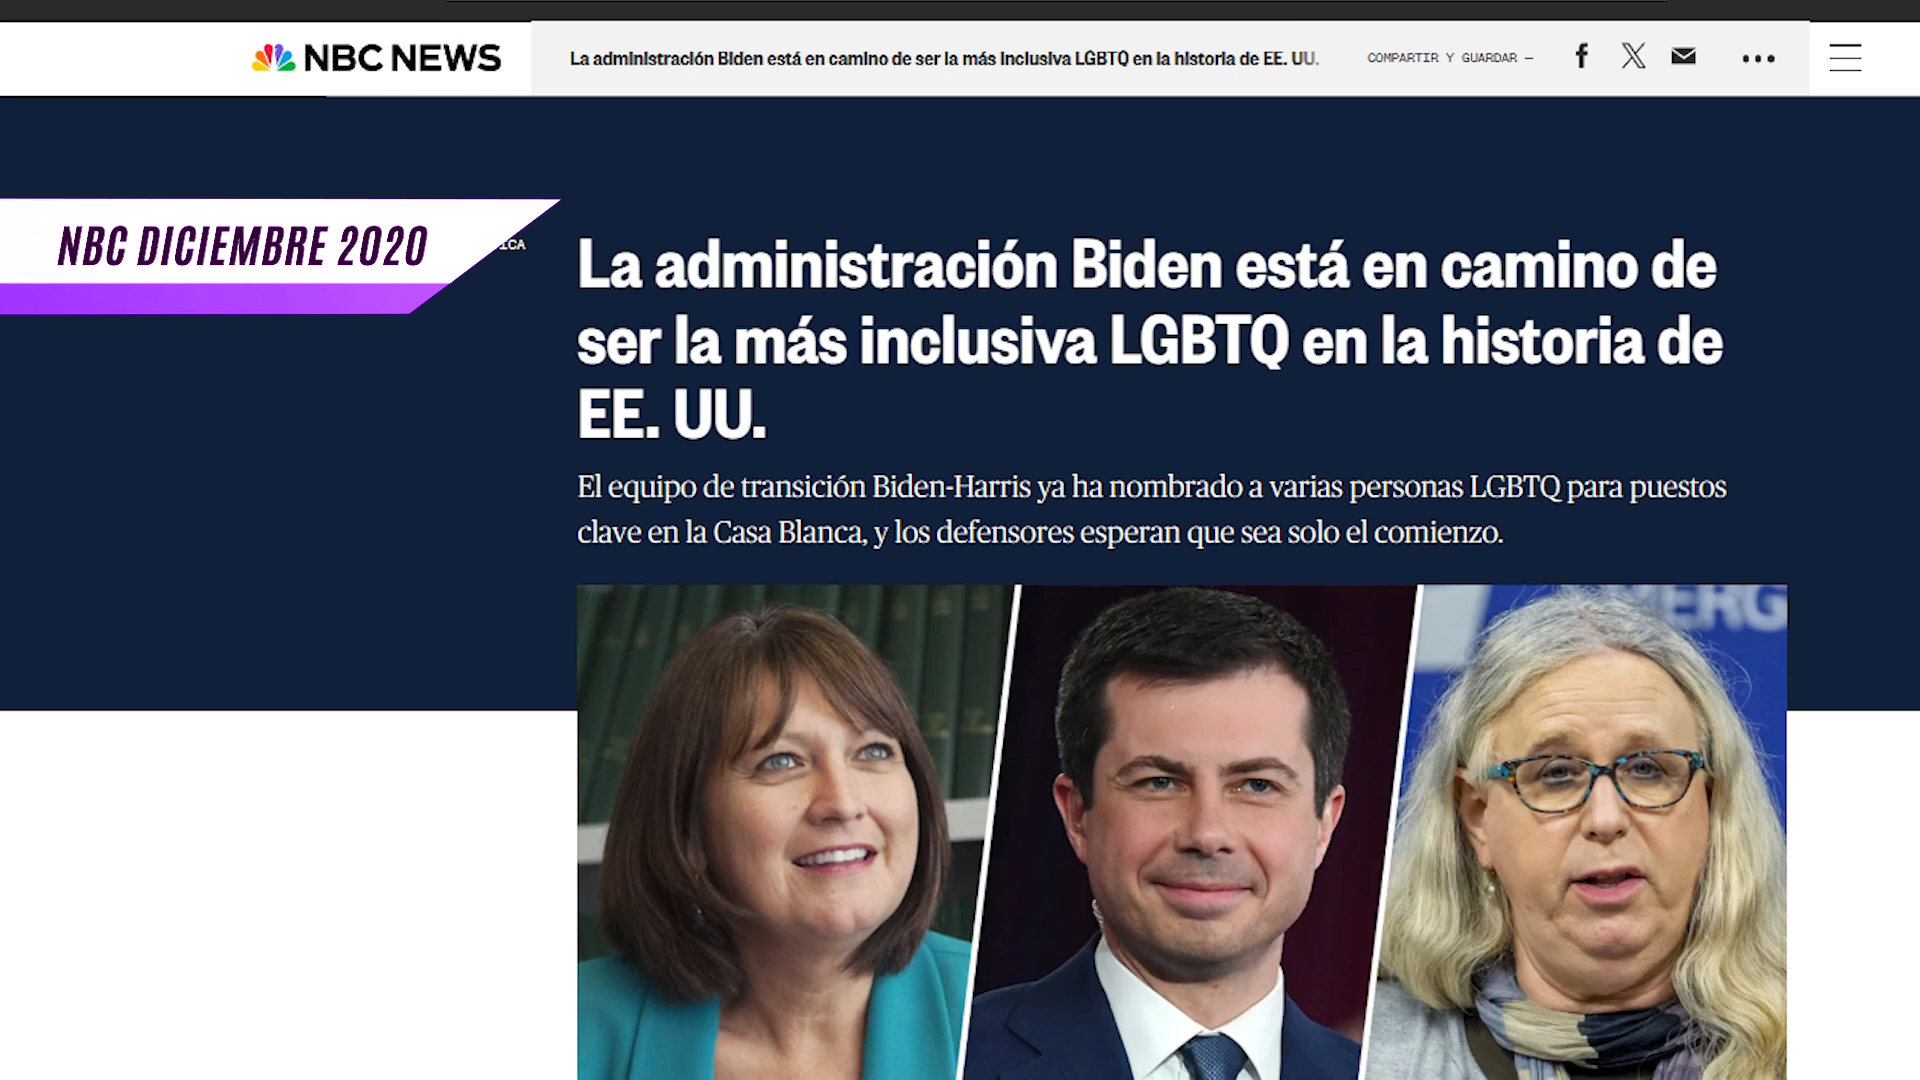 NBC NEWS
La administración Biden está en camino de ser la más inclusiva LGBTQ en la historia de EE. UU.
COMPARTIR Y GUARDAR —
NBC DICIEMBRE 2020
La administración Biden está en camino de
ser la más inclusiva LGBTQ en la historia de
EE. UU.
El equipo de transición Biden-Harris ya ha nombrado a varias personas LGBTQ para puestos
clave en la Casa Blanca, y los defensores esperan que sea solo el comienzo.